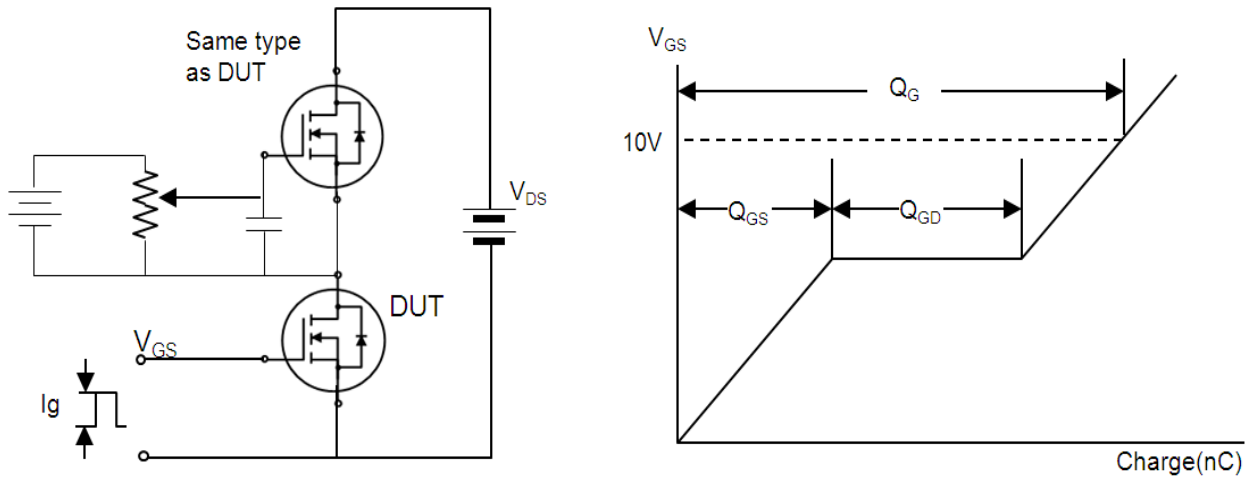 Same type
as DUT
V_DS
DUT
V_GS
Ig
V_GS
Q_G
10V
Q_GS
Q_GD
Charge(nC)